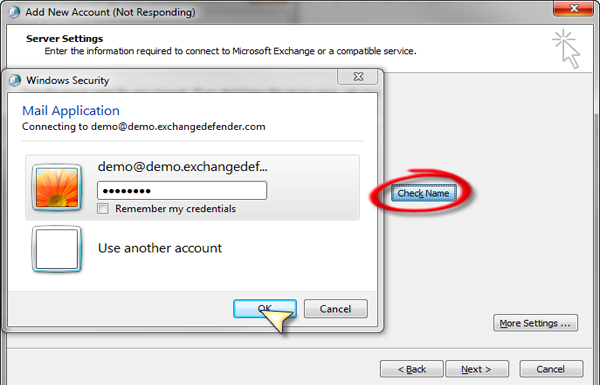 Add New Account (Not Responding)
Server Settings
Enter the information required to connect to Microsoft Exchange or a compatible service.
Windows Security
Mail Application
Connecting to demo@demo.exchangedefender.com
demo@demo.exchangedef...
Remember my credentials
Use another account
OK
Cancel
Check Name
More Settings ...
< Back
Next >
Cancel